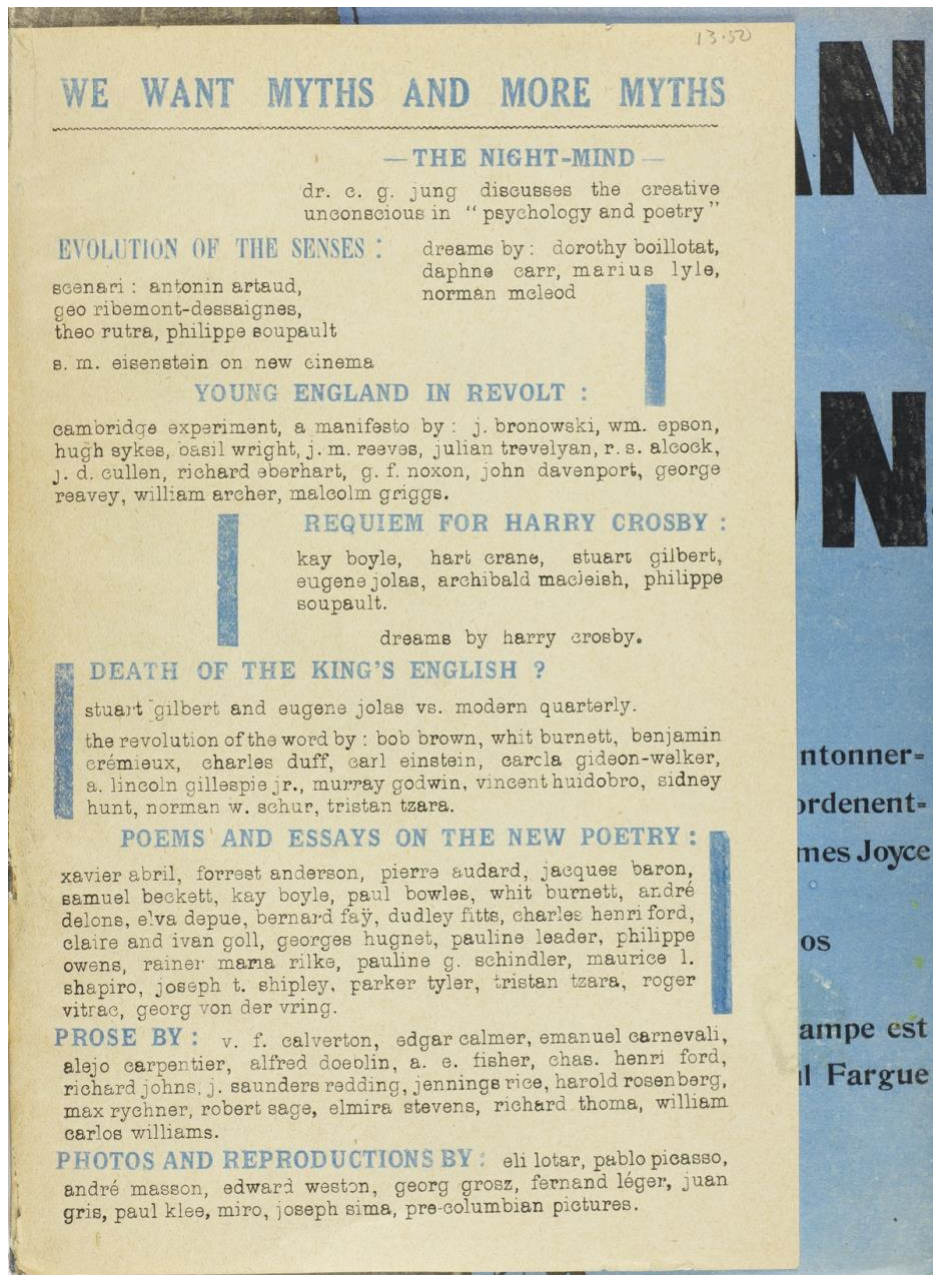 13.50
WE WANT MYTHS AND MORE MYTHS
— THE NIGHT-MIND —
dr. c. g. jung discusses the creative
unconscious in “ psychology and poetry ”
EVOLUTION OF THE SENSES :
scenari : antonin artaud,
geo ribemont-dessaignes,
theo rutra, philippe soupault
s. m. eisenstein on new cinema
dreams by : dorothy boillotat,
daphne carr, marius lyle,
norman mcleod
YOUNG ENGLAND IN REVOLT :
cambridge experiment, a manifesto by : j. bronowski, wm. epson,
hugh sykes, basil wright, j. m. reeves, julian trevelyan, r. s. alcock,
j. d. cullen, richard eberhart, g. f. noxon, john davenport, george
reavey, william archer, malcolm griggs.
REQUIEM FOR HARRY CROSBY :
kay boyle, hart crane, stuart gilbert,
eugene jolas, archibald macleish, philippe
soupault.
dreams by harry crosby.
DEATH OF THE KING'S ENGLISH ?
stuart gilbert and eugene jolas vs. modern quarterly.
the revolution of the word by : bob brown, whit burnett, benjamin
crémieux, charles duff, carl einstein, carcla gideon-welker,
a. lincoln gillespie jr., murray godwin, vincent huidobro, sidney
hunt, norman w. schur, tristan tzara.
POEMS AND ESSAYS ON THE NEW POETRY :
xavier abril, forrest anderson, pierre audard, jacques baron,
samuel beckett, kay boyle, paul bowles, whit burnett, andré
delons, elva depue, bernard faÿ, dudley fitts, charles henri ford,
claire and ivan goll, georges hugnet, pauline leader, philippe
owens, rainer maria rilke, pauline g. schindler, maurice l.
shapiro, joseph t. shipley, parker tyler, tristan tzara, roger
vitrac, georg von der vring.
PROSE BY : v. f. calverton, edgar calmer, emanuel carnevali,
alejo carpentier, alfred doeblin, a. e. fisher, chas. henri ford,
richard johns, j. saunders redding, jennings rice, harold rosenberg,
max rychner, robert sage, elmira stevens, richard thoma, william
carlos williams.
PHOTOS AND REPRODUCTIONS BY : eli lotar, pablo picasso,
andré masson, edward weston, georg grosz, fernand léger, juan
gris, paul klee, miro, joseph sima, pre-columbian pictures.
AN
N
ntonner=
ordenent=
mes Joyce
os
ampe est
l Fargue